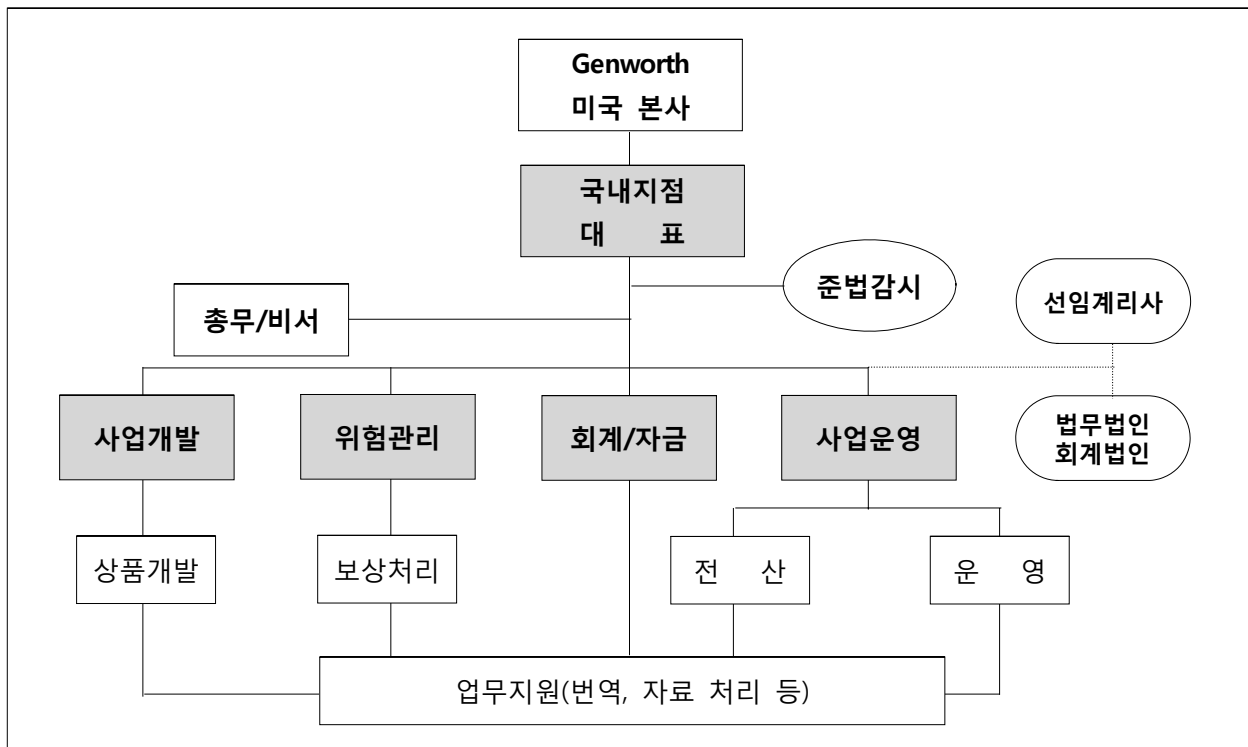 Genworth
미국 본사
국내지점
대 표
준법감시
선임계리사
총무/비서
사업개발
위험관리
회계/자금
사업운영
법무법인
회계법인
상품개발
보상처리
전 산
운 영
업무지원(번역, 자료 처리 등)